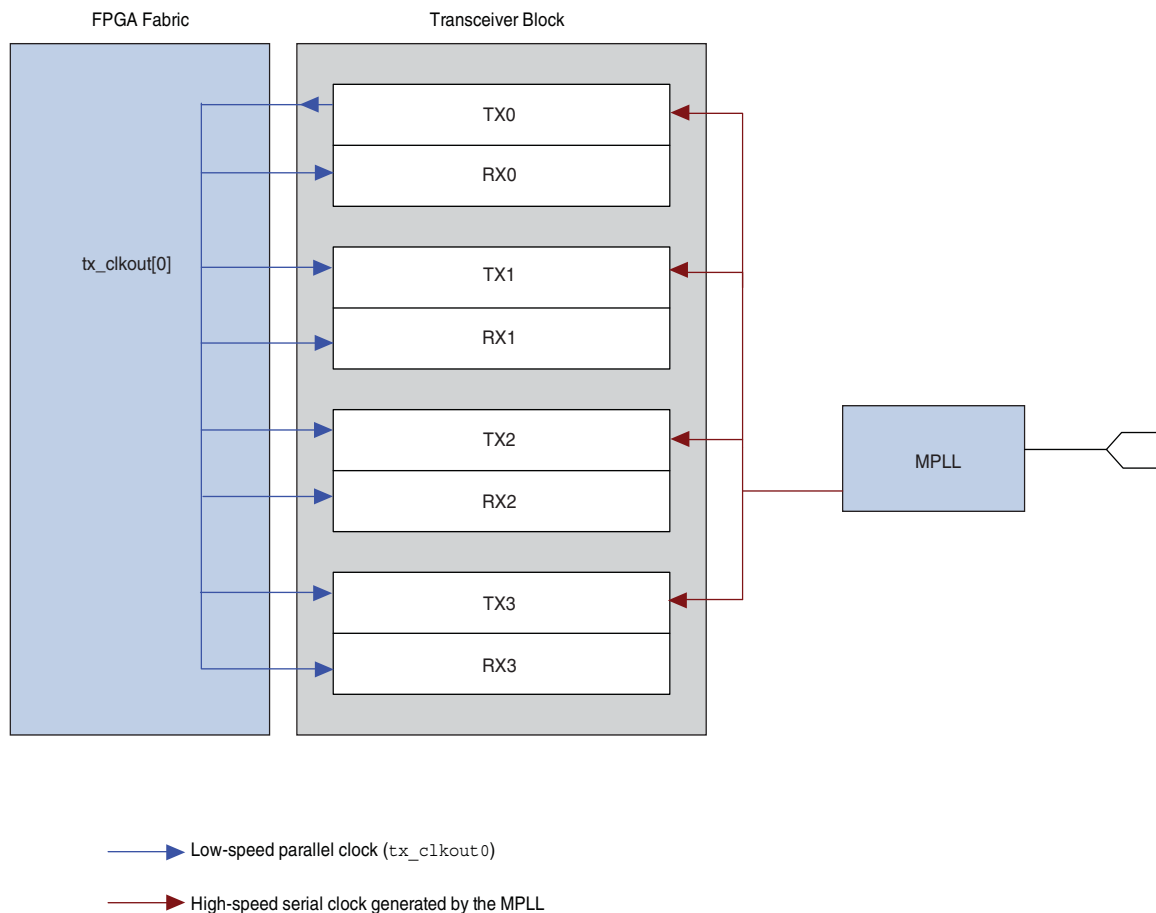 FPGA Fabric
Transceiver Block
TX0
RX0
tx_clkout[0]
TX1
RX1
TX2
RX2
MPLL
TX3
RX3
Low-speed parallel clock (tx_clkout0)
High-speed serial clock generated by the MPLL